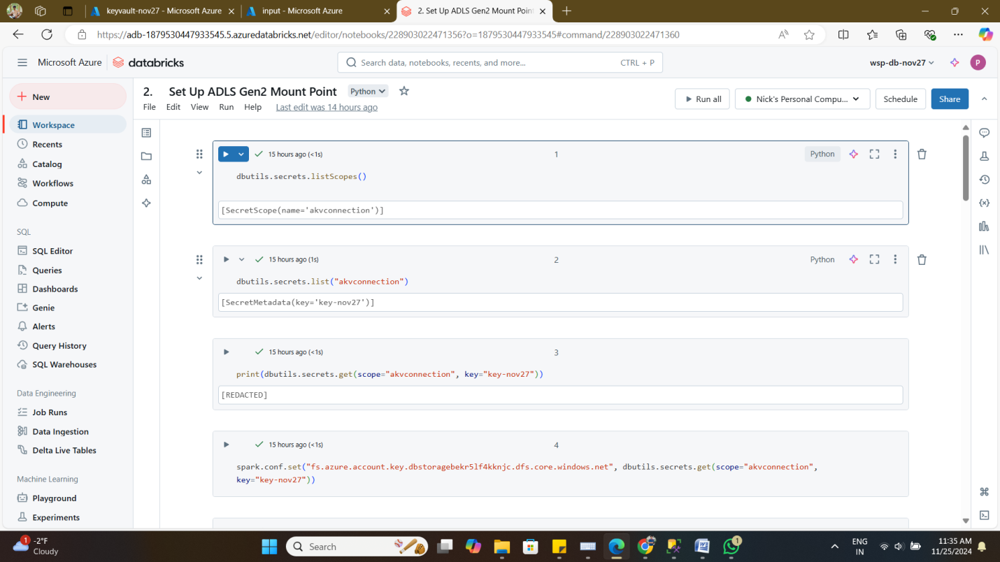 keyvault-nov27 - Microsoft Azure
input - Microsoft Azure
2. Set Up ADLS Gen2 Mount Point
https://adb-1879530447933545.5.azuredatabricks.net/editor/notebooks/228903022471356?o=1879530447933545#command/228903022471360
Microsoft Azure
databricks
Search data, notebooks, recents, and more...
CTRL + P
wsp-db-nov27
P
New
Workspace
Recents
Catalog
Workflows
Compute
SQL
SQL Editor
Queries
Dashboards
Genie
Alerts
Query History
SQL Warehouses
Data Engineering
Job Runs
Data Ingestion
Delta Live Tables
Machine Learning
Playground
Experiments
2. Set Up ADLS Gen2 Mount Point
Python
File Edit View Run Help Last edit was 14 hours ago
Run all
Nick's Personal Compu...
Schedule
Share
15 hours ago (<1s)
1
Python
dbutils.secrets.listScopes()
[SecretScope(name='akvconnection')]
15 hours ago (1s)
2
Python
dbutils.secrets.list("akvconnection")
[SecretMetadata(key='key-nov27')]
15 hours ago (<1s)
3
print(dbutils.secrets.get(scope="akvconnection", key="key-nov27"))
[REDACTED]
15 hours ago (<1s)
4
spark.conf.set("fs.azure.account.key.dbstoragebekr5lf4kknjc.dfs.core.windows.net", dbutils.secrets.get(scope="akvconnection",
key="key-nov27"))
1
-2°F
Cloudy
Search
1
ENG
IN
11:35 AM
11/25/2024